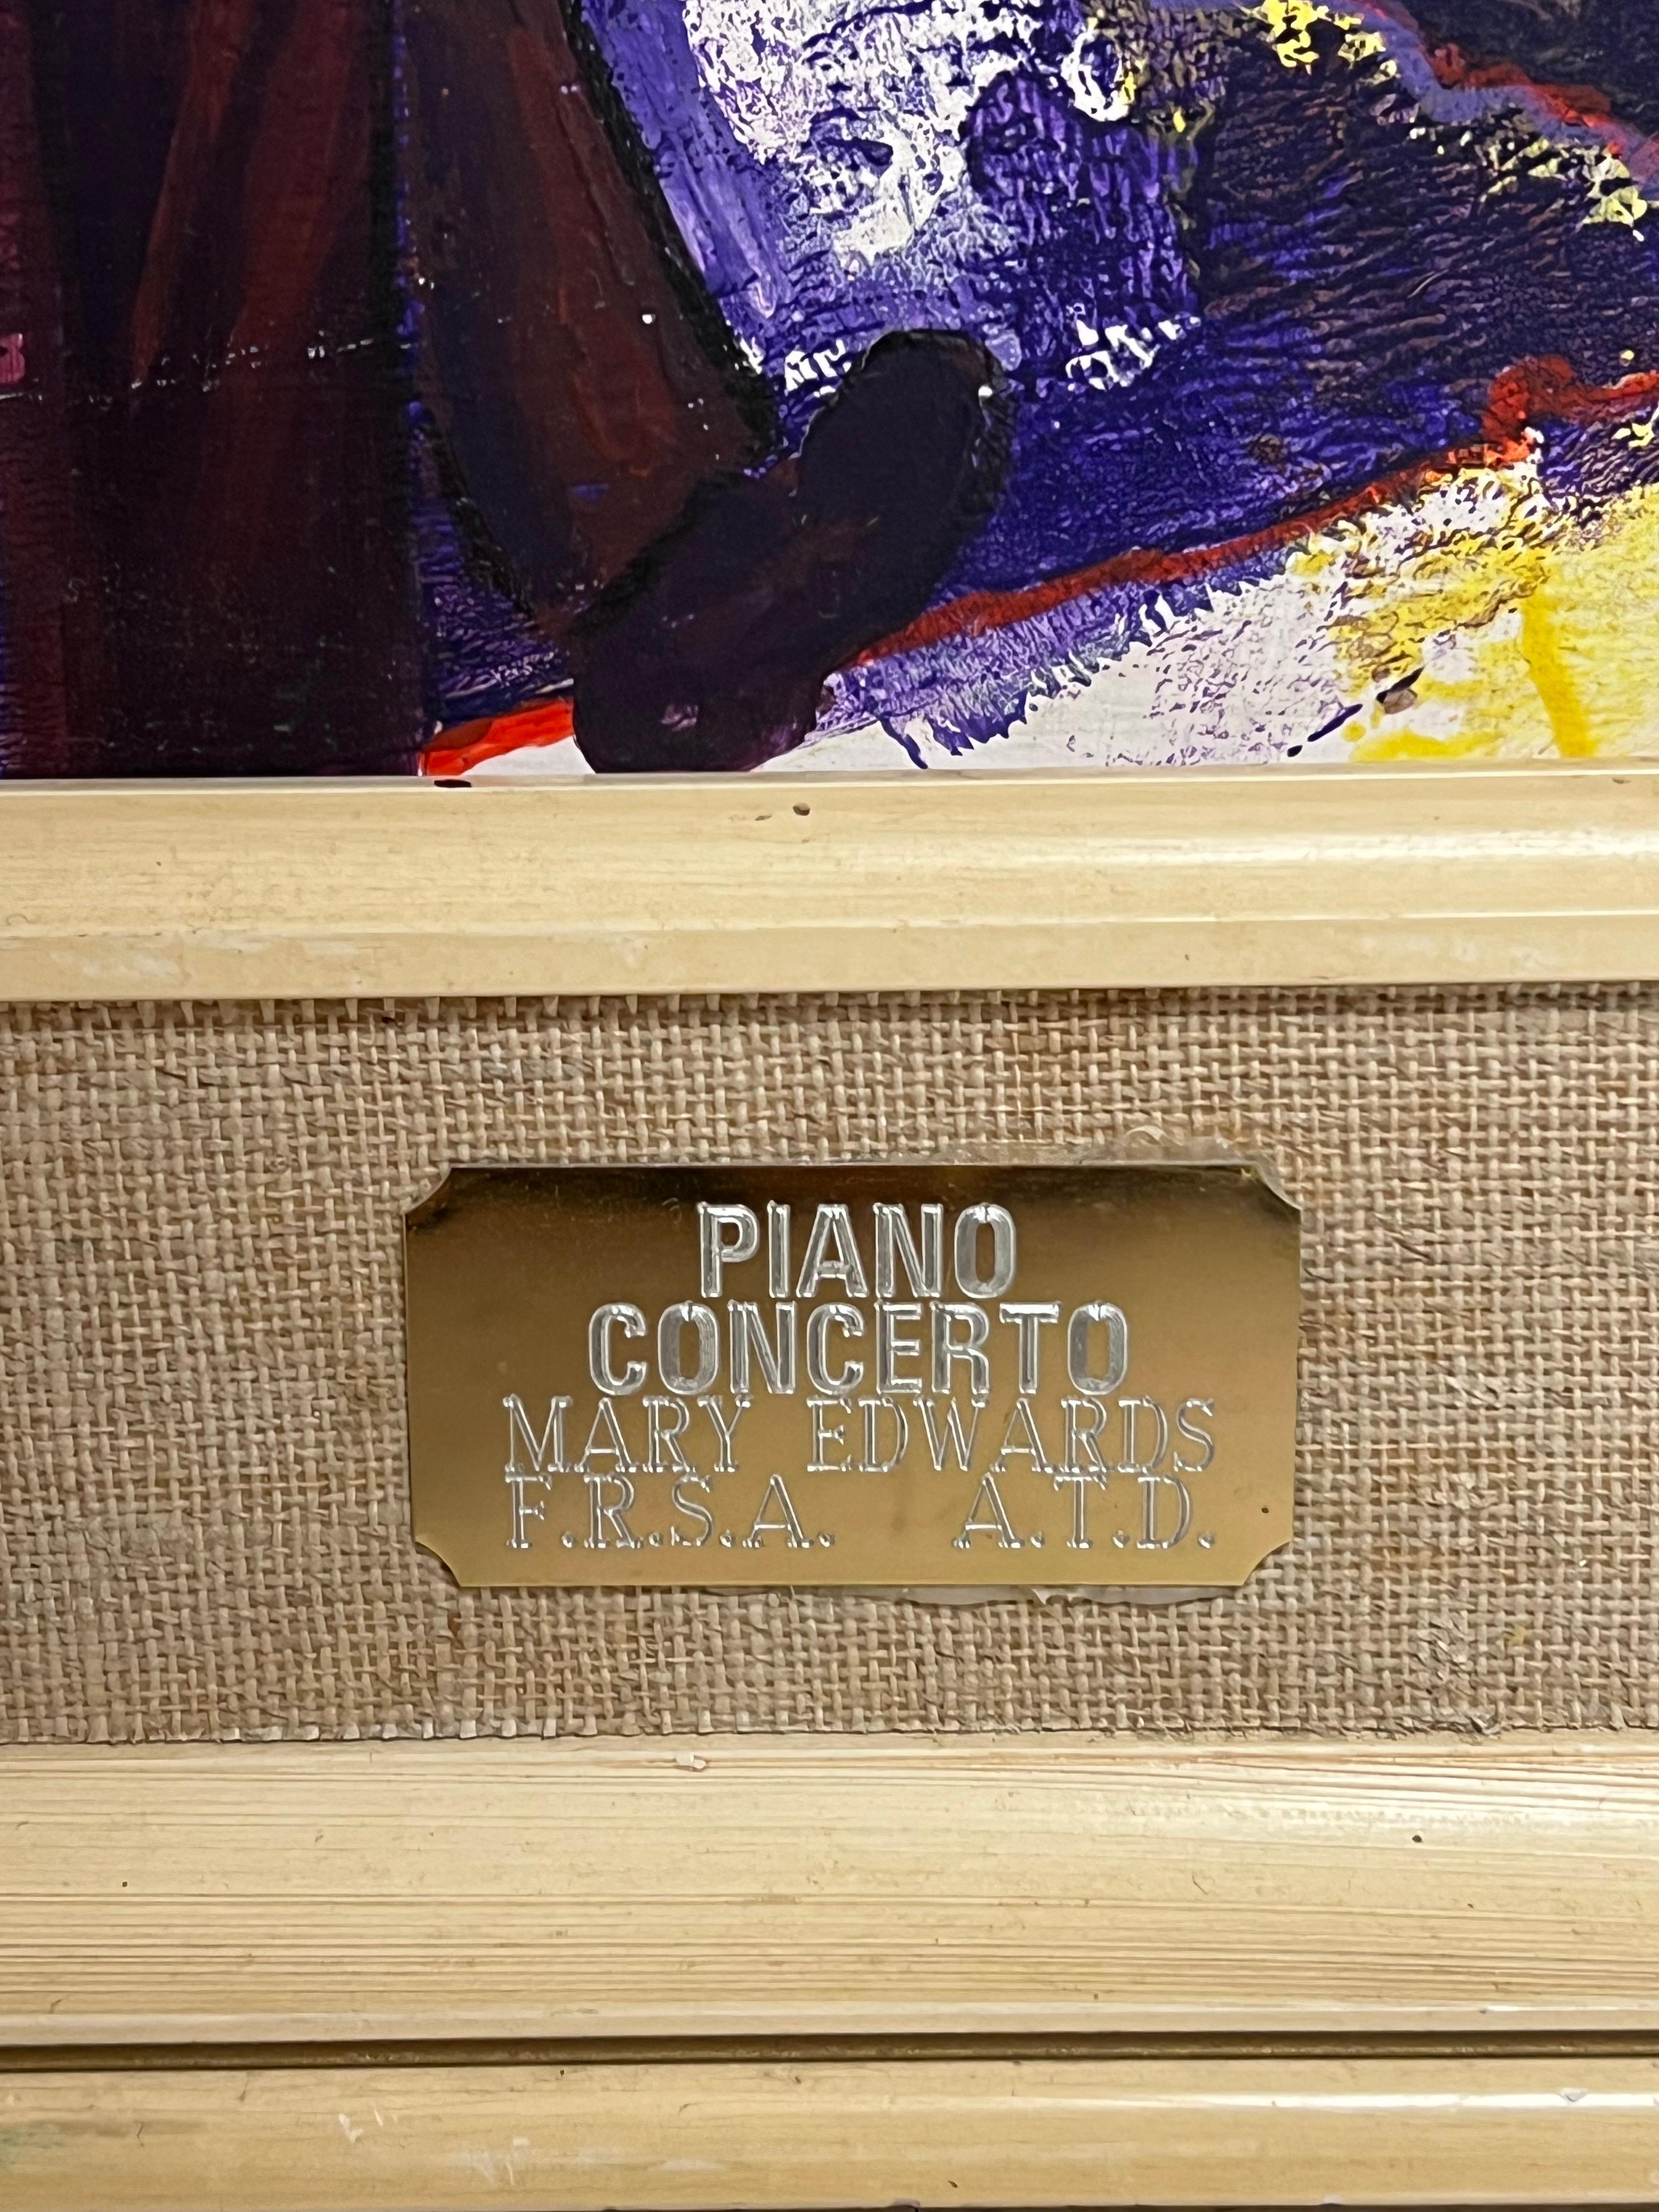 PIANO
CONCERTO
MARY EDWARDS
F.R.S.A. A.T.D.